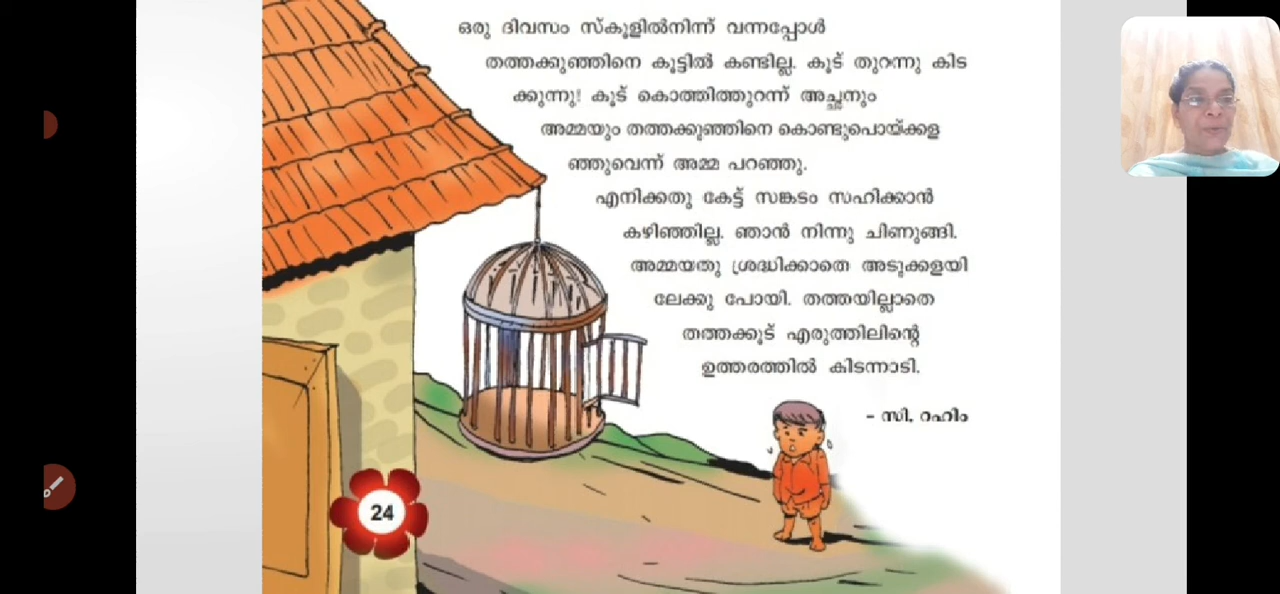 ഒരു ദിവസം സ്കൂളിൽനിന്ന് വന്നപ്പോൾ
തത്തക്കുഞ്ഞിനെ കൂട്ടിൽ കണ്ടില്ല. കൂട് തുറന്നു കിട
ക്കുന്നു! കൂട് കൊത്തിത്തുറന്ന് അച്ഛനും
അമ്മയും തത്തക്കുഞ്ഞിനെ കൊണ്ടുപൊയ്ക്കള
ഞ്ഞുവെന്ന് അമ്മ പറഞ്ഞു.
എനിക്കതു കേട്ട് സങ്കടം സഹിക്കാൻ
കഴിഞ്ഞില്ല. ഞാൻ നിന്നു ചിണുങ്ങി.
അമ്മയതു ശ്രദ്ധിക്കാതെ അടുക്കളയി
ലേക്കു പോയി. തത്തയില്ലാതെ
തത്തക്കൂട് എരുത്തിലിന്റെ
ഉത്തരത്തിൽ കിടന്നാടി.
- സി. റഹിം
24